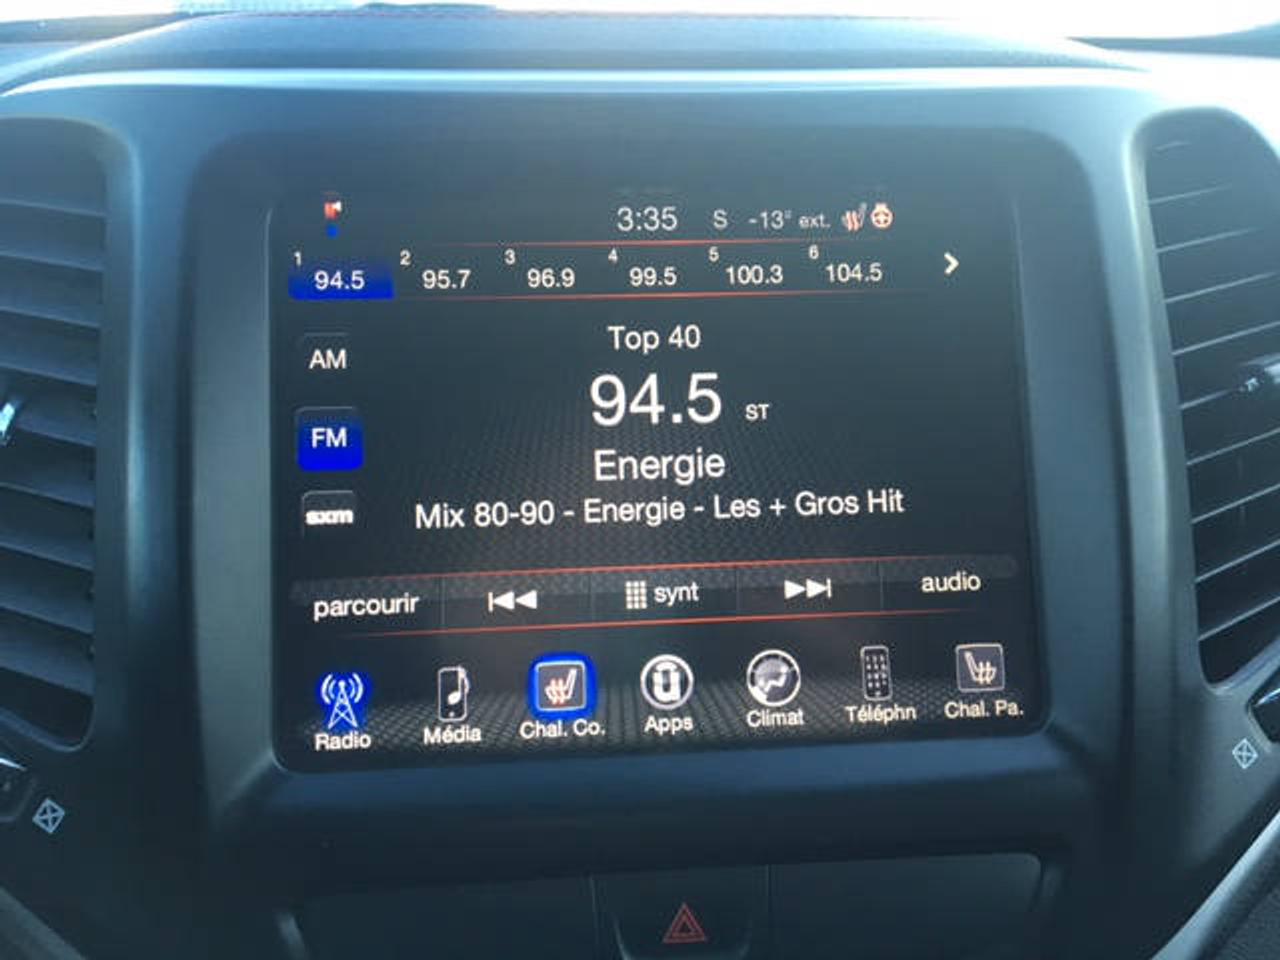 3:35 S -13° ext.
1 94.5 2 95.7 3 96.9 4 99.5 5 100.3 6 104.5
AM
FM
sxm
Top 40
94.5 ST
Energie
Mix 80-90 - Energie - Les + Gros Hit
parcourir synt audio
Radio Média Chal. Co. Apps Climat Téléphn Chal. Pa.